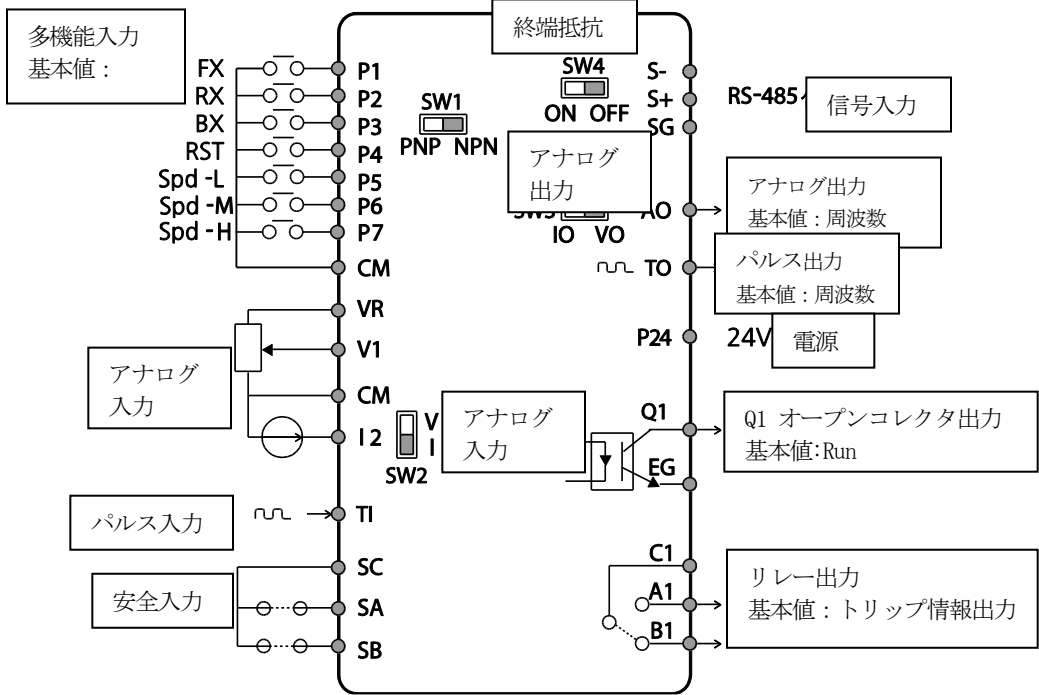 多機能入力
基本値：
FX
RX
BX
RST
Spd -L
Spd -M
Spd -H
P1
P2
P3
P4
P5
P6
P7
CM
VR
V1
CM
I2
TI
SC
SA
SB
アナログ
入力
パルス入力
安全入力
SW1
PNP NPN
終端抵抗
SW4
ON OFF
アナログ
出力
IO VO
V
I
SW2
アナログ
入力
S-
S+
SG
AO
TO
P24
Q1
EG
C1
A1
B1
RS-485
信号入力
アナログ出力
基本値：周波数
パルス出力
基本値：周波数
24V
電源
Q1 オープンコレクタ出力
基本値:Run
リレー出力
基本値：トリップ情報出力